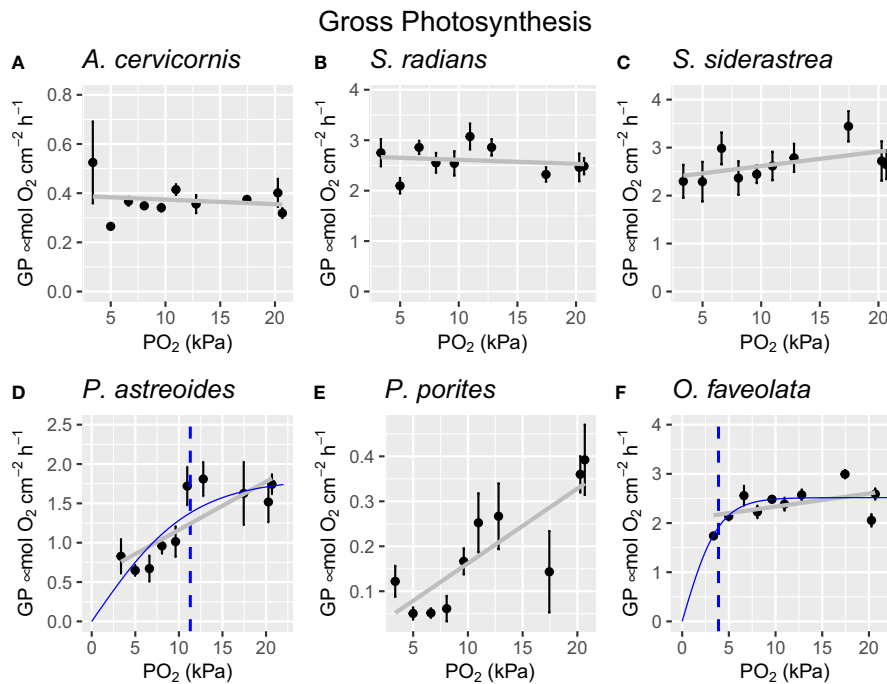 Gross Photosynthesis
A A. cervicornis
GP ∝mol O₂ cm⁻² h⁻¹
0.8
0.6
0.4
0.2
0.0
5 10 15 20
PO₂ (kPa)
B S. radians
GP ∝mol O₂ cm⁻² h⁻¹
4
3
2
1
0
5 10 15 20
PO₂ (kPa)
C S. siderastrea
GP ∝mol O₂ cm⁻² h⁻¹
4
3
2
1
0
5 10 15 20
PO₂ (kPa)
D P. astreoides
GP ∝mol O₂ cm⁻² h⁻¹
2.5
2.0
1.5
1.0
0.5
0.0
0 5 10 15 20
PO₂ (kPa)
E P. porites
GP ∝mol O₂ cm⁻² h⁻¹
0.4
0.3
0.2
0.1
5 10 15 20
PO₂ (kPa)
F O. faveolata
GP ∝mol O₂ cm⁻² h⁻¹
4
3
2
1
0
0 5 10 15 20
PO₂ (kPa)